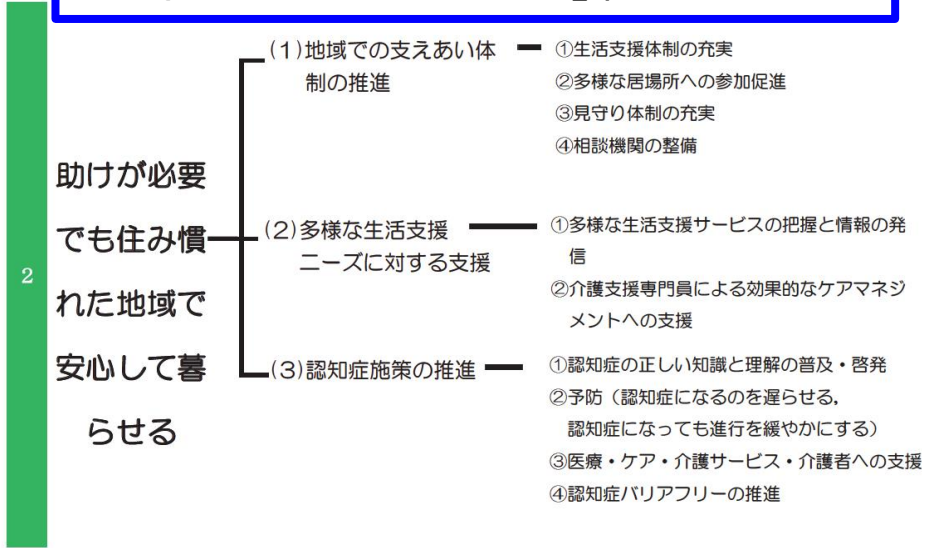 2
助けが必要
でも住み慣
れた地域で
安心して暮
らせる
(1)地域での支えあい体
制の推進
①生活支援体制の充実
②多様な居場所への参加促進
③見守り体制の充実
④相談機関の整備
(2)多様な生活支援
ニーズに対する支援
①多様な生活支援サービスの把握と情報の発
信
②介護支援専門員による効果的なケアマネジ
メントへの支援
(3)認知症施策の推進
①認知症の正しい知識と理解の普及・啓発
②予防（認知症になるのを遅らせる，
認知症になっても進行を緩やかにする）
③医療・ケア・介護サービス・介護者への支援
④認知症バリアフリーの推進